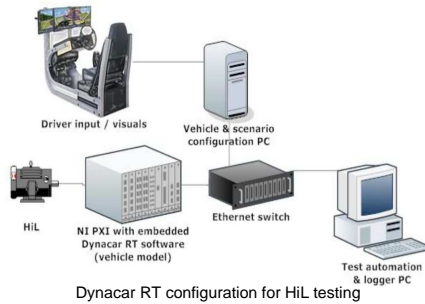 Driver input / visuals
Vehicle & scenario
configuration PC
HiL
NI PXI with embedded
Dynacar RT software
(vehicle model)
Ethernet switch
Test automation
& logger PC
Dynacar RT configuration for HiL testing